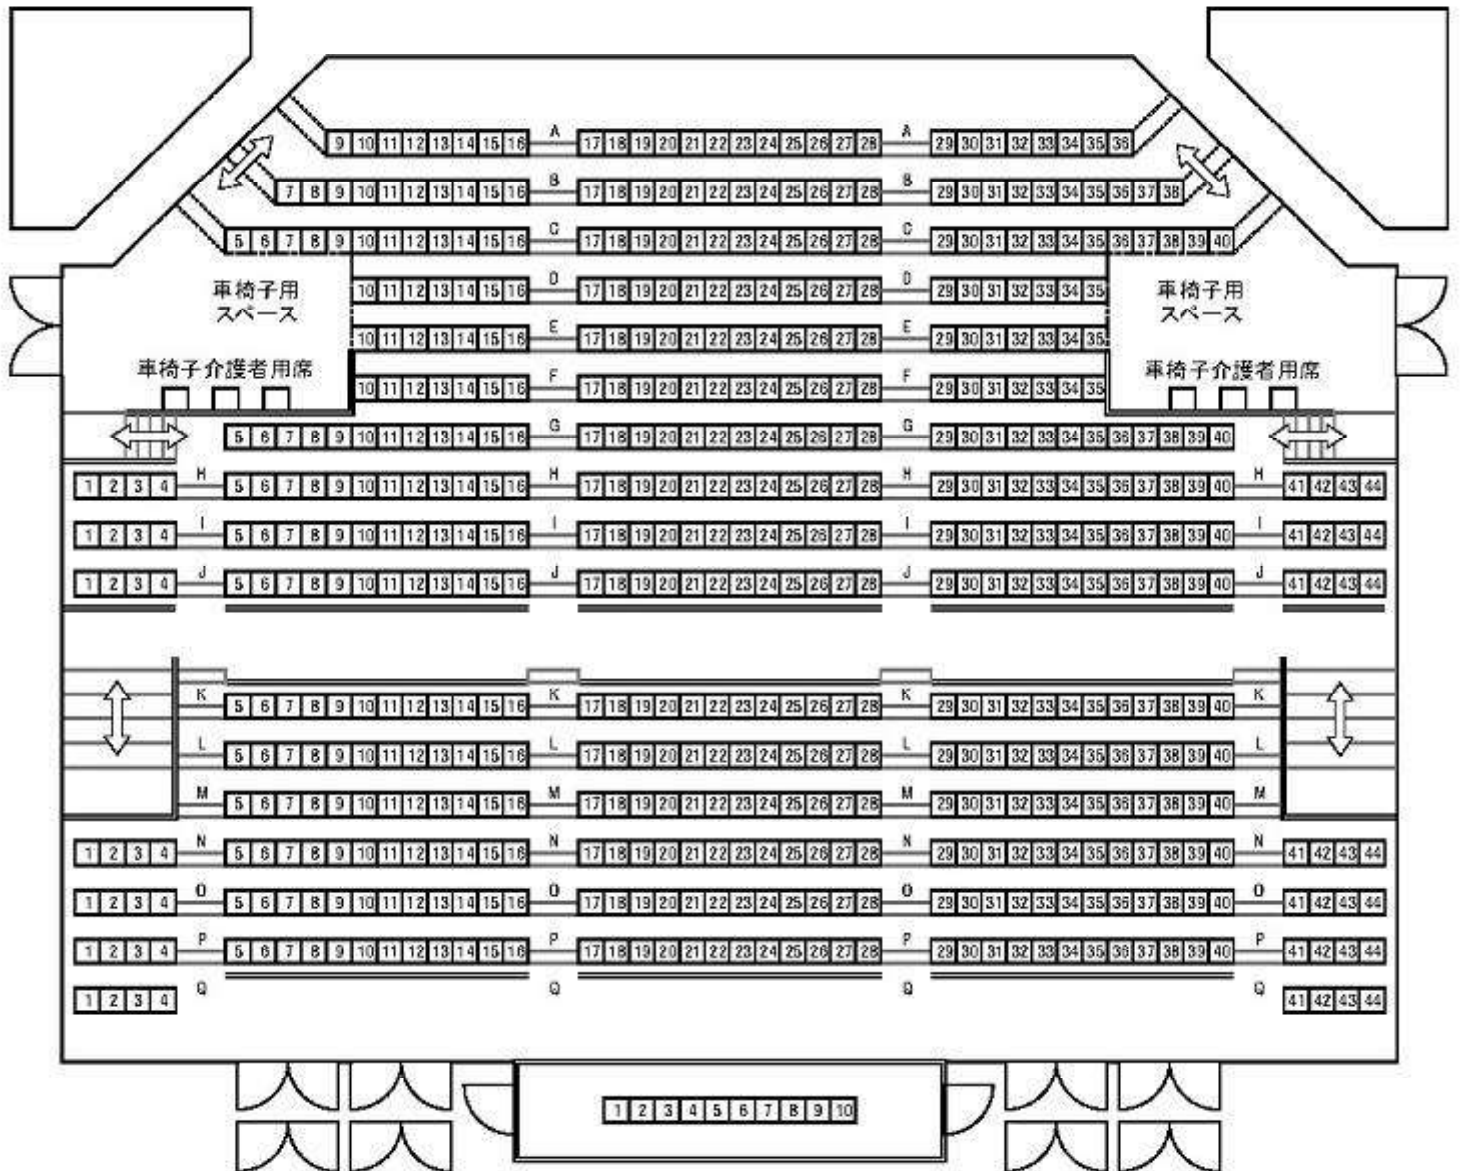 9 10 11 12 13 14 15 16 A 17 18 19 20 21 22 23 24 25 26 27 28 A 29 30 31 32 33 34 35 36
7 8 9 10 11 12 13 14 15 16 B 17 18 19 20 21 22 23 24 25 26 27 28 B 29 30 31 32 33 34 35 36 37 38
5 6 7 8 9 10 11 12 13 14 15 16 C 17 18 19 20 21 22 23 24 25 26 27 28 C 29 30 31 32 33 34 35 36 37 38 39 40
車椅子用
スペース
10 11 12 13 14 15 16 D 17 18 19 20 21 22 23 24 25 26 27 28 D 29 30 31 32 33 34 35
車椅子用
スペース
10 11 12 13 14 15 16 E 17 18 19 20 21 22 23 24 25 26 27 28 E 29 30 31 32 33 34 35
車椅子介護者用席
10 11 12 13 14 15 16 F 17 18 19 20 21 22 23 24 25 26 27 28 F 29 30 31 32 33 34 35
車椅子介護者用席
5 6 7 8 9 10 11 12 13 14 15 16 G 17 18 19 20 21 22 23 24 25 26 27 28 G 29 30 31 32 33 34 35 36 37 38 39 40
1 2 3 4 H 5 6 7 8 9 10 11 12 13 14 15 16 H 17 18 19 20 21 22 23 24 25 26 27 28 H 29 30 31 32 33 34 35 36 37 38 39 40 H 41 42 43 44
1 2 3 4 I 5 6 7 8 9 10 11 12 13 14 15 16 I 17 18 19 20 21 22 23 24 25 26 27 28 I 29 30 31 32 33 34 35 36 37 38 39 40 I 41 42 43 44
1 2 3 4 J 5 6 7 8 9 10 11 12 13 14 15 16 J 17 18 19 20 21 22 23 24 25 26 27 28 J 29 30 31 32 33 34 35 36 37 38 39 40 J 41 42 43 44
K 5 6 7 8 9 10 11 12 13 14 15 16 K 17 18 19 20 21 22 23 24 25 26 27 28 K 29 30 31 32 33 34 35 36 37 38 39 40 K
L 5 6 7 8 9 10 11 12 13 14 15 16 L 17 18 19 20 21 22 23 24 25 26 27 28 L 29 30 31 32 33 34 35 36 37 38 39 40 L
M 5 6 7 8 9 10 11 12 13 14 15 16 M 17 18 19 20 21 22 23 24 25 26 27 28 M 29 30 31 32 33 34 35 36 37 38 39 40 M
1 2 3 4 N 5 6 7 8 9 10 11 12 13 14 15 16 N 17 18 19 20 21 22 23 24 25 26 27 28 N 29 30 31 32 33 34 35 36 37 38 39 40 N 41 42 43 44
1 2 3 4 O 5 6 7 8 9 10 11 12 13 14 15 16 O 17 18 19 20 21 22 23 24 25 26 27 28 O 29 30 31 32 33 34 35 36 37 38 39 40 O 41 42 43 44
1 2 3 4 P 5 6 7 8 9 10 11 12 13 14 15 16 P 17 18 19 20 21 22 23 24 25 26 27 28 P 29 30 31 32 33 34 35 36 37 38 39 40 P 41 42 43 44
1 2 3 4 Q Q Q Q 41 42 43 44
1 2 3 4 5 6 7 8 9 10